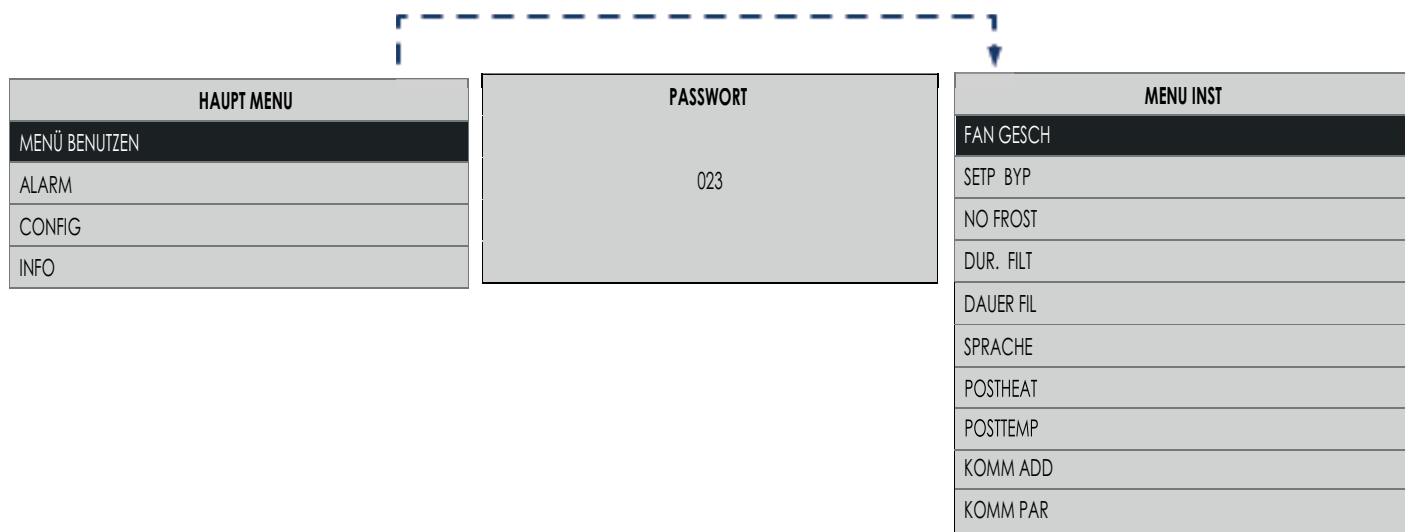 HAUPT MENU
MENÜ BENUTZEN
ALARM
CONFIG
INFO
PASSWORT
023
MENU INST
FAN GESCH
SETP BYP
NO FROST
DUR. FILT
DAUER FIL
SPRACHE
POSTHEAT
POSTTEMP
KOMM ADD
KOMM PAR